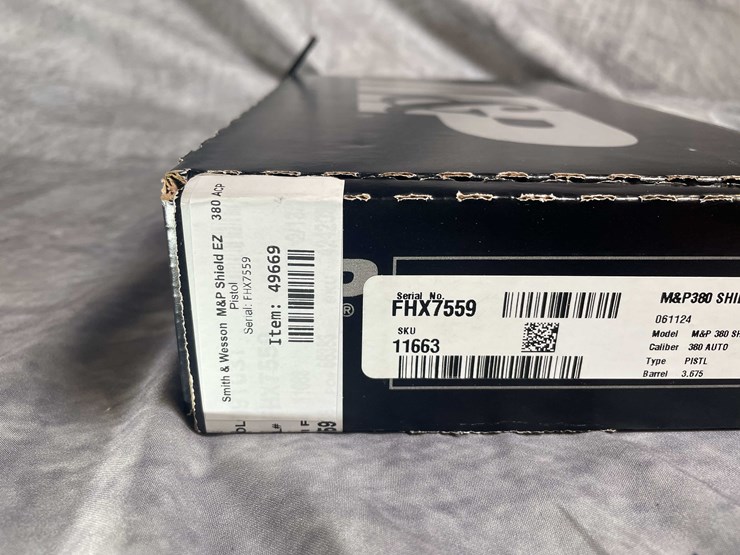 Smith & Wesson M&P Shield EZ 380 Acp
Pistol
Serial: FHX7559
Item: 49669
P
®
Serial No.
FHX7559
SKU
11663
M&P380 SHI
061124
Model M&P 380 SH
Caliber 380 AUTO
Type PISTL
Barrel 3.675